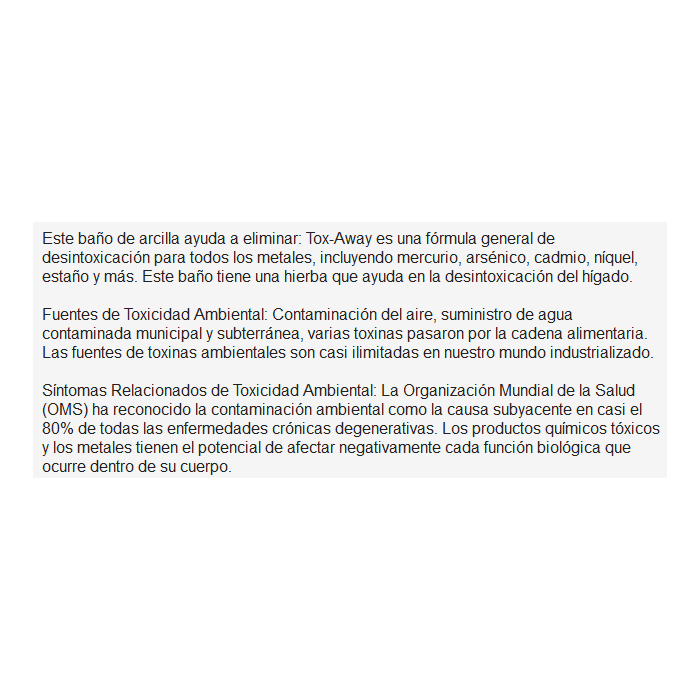 Este baño de arcilla ayuda a eliminar: Tox-Away es una fórmula general de
desintoxicación para todos los metales, incluyendo mercurio, arsénico, cadmio, níquel,
estaño y más. Este baño tiene una hierba que ayuda en la desintoxicación del hígado.

Fuentes de Toxicidad Ambiental: Contaminación del aire, suministro de agua
contaminada municipal y subterránea, varias toxinas pasaron por la cadena alimentaria.
Las fuentes de toxinas ambientales son casi ilimitadas en nuestro mundo industrializado.

Síntomas Relacionados de Toxicidad Ambiental: La Organización Mundial de la Salud
(OMS) ha reconocido la contaminación ambiental como la causa subyacente en casi el
80% de todas las enfermedades crónicas degenerativas. Los productos químicos tóxicos
y los metales tienen el potencial de afectar negativamente cada función biológica que
ocurre dentro de su cuerpo.